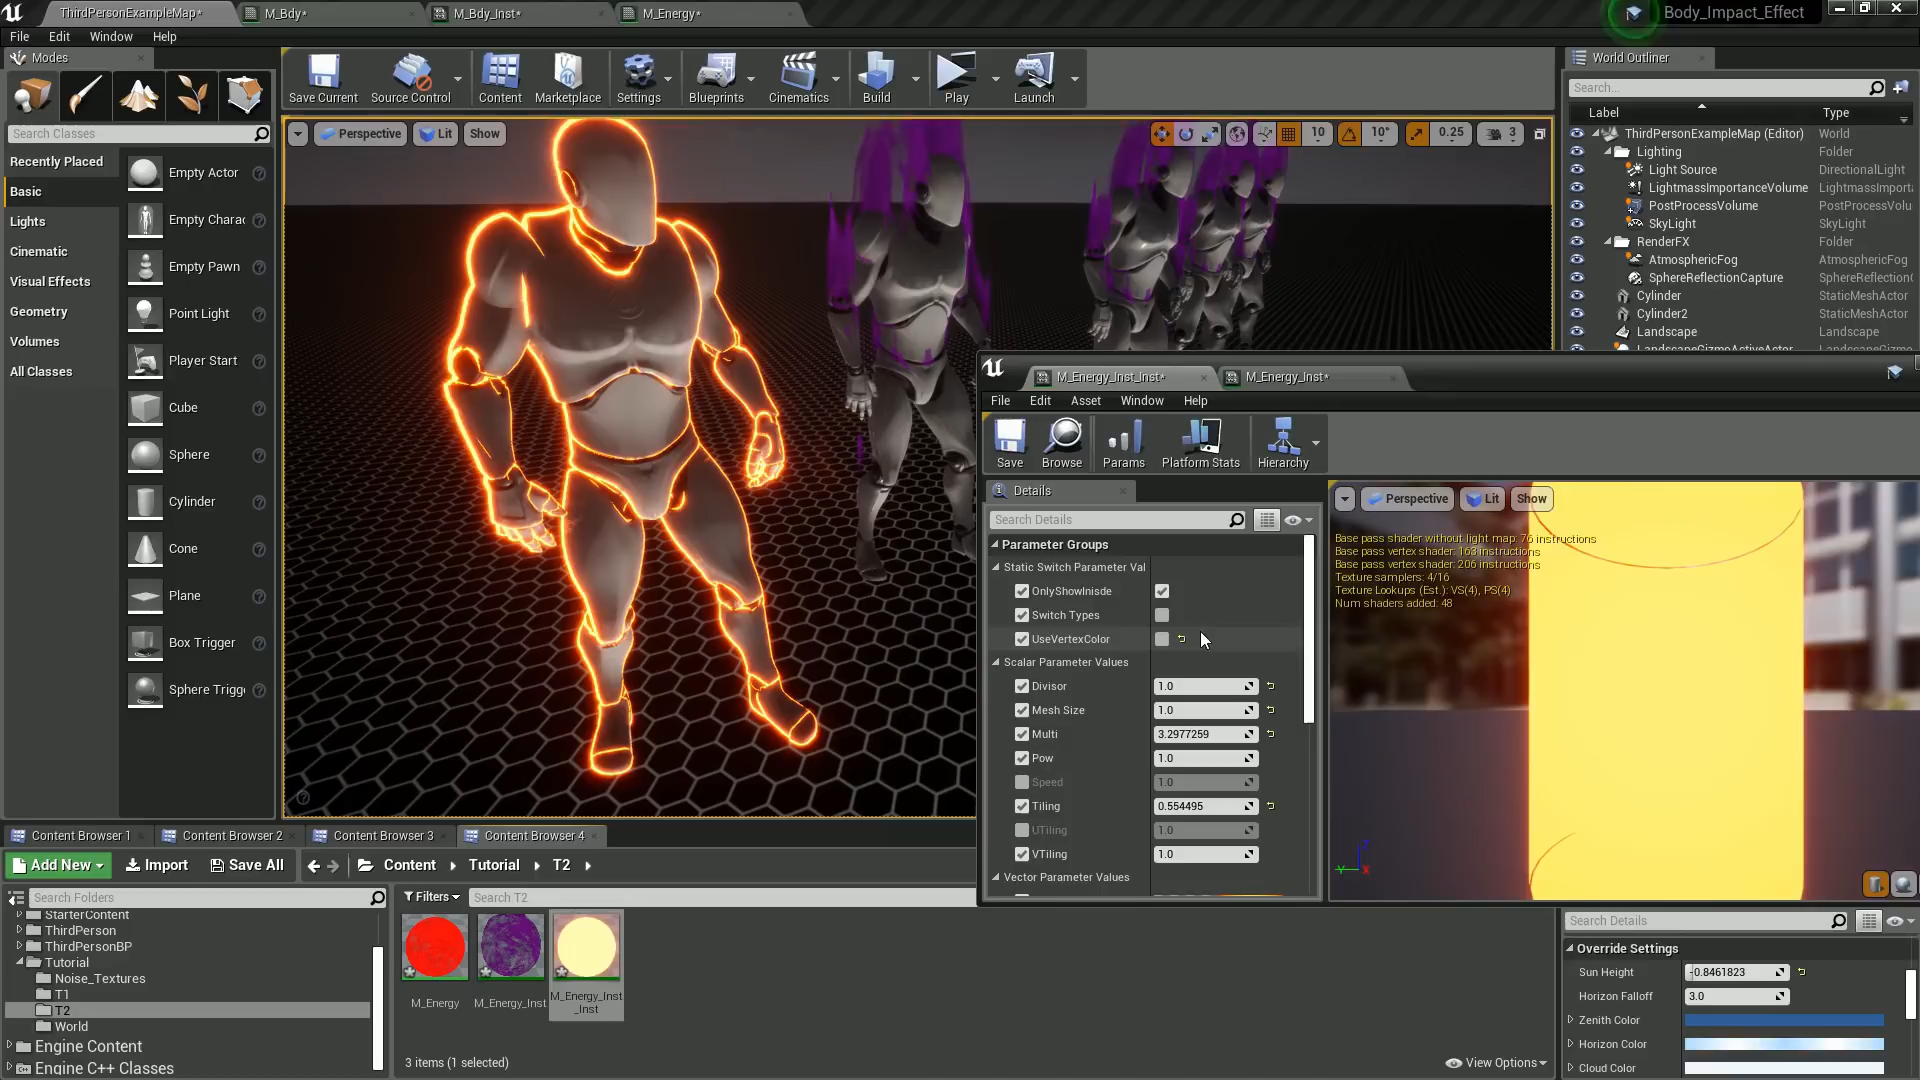 ThirdPersonExampleMap*
M_Bdy*
M_Bdy_Inst*
M_Energy*
Body_Impact_Effect
File Edit Window Help
Modes
Save Current
Source Control
Content
Marketplace
Settings
Blueprints
Cinematics
Build
Play
Launch
World Outliner
Search...
Search Classes
Label Type
Recently Placed
Basic
Lights
Cinematic
Visual Effects
Geometry
Volumes
All Classes
Empty Actor
Empty Charac
Empty Pawn
Point Light
Player Start
Cube
Sphere
Cylinder
Cone
Plane
Box Trigger
Sphere Trigge
Perspective Lit Show
10 10° 0.25 3
ThirdPersonExampleMap (Editor) World
Lighting Folder
Light Source DirectionalLight
LightmassImportanceVolume LightmassImporta
PostProcessVolume PostProcessVolu
SkyLight SkyLight
RenderFX Folder
AtmosphericFog AtmosphericFog
SphereReflectionCapture SphereReflection
Cylinder StaticMeshActor
Cylinder2 StaticMeshActor
Landscape Landscape
M_Energy_Inst_Inst*
M_Energy_Inst*
File Edit Asset Window Help
Save Browse Params Platform Stats Hierarchy
Details
Search Details
Parameter Groups
Static Switch Parameter Val
OnlyShowInisde
Switch Types
UseVertexColor
Scalar Parameter Values
Divisor 1.0
Mesh Size 1.0
Multi 3.2977259
Pow 1.0
Speed 1.0
Tiling 0.554495
UTiling 1.0
VTiling 1.0
Vector Parameter Values
Perspective Lit Show
Base pass shader without light map: 76 instructions
Base pass vertex shader: 163 instructions
Base pass vertex shader: 206 instructions
Texture samplers: 4/16
Texture Lookups (Est.): VS(4), PS(4)
Num shaders added: 48
Content Browser 1
Content Browser 2
Content Browser 3
Content Browser 4
Add New Import Save All Content Tutorial T2
Search Folders
Filters Search T2
StarterContent
ThirdPerson
ThirdPersonBP
Tutorial
Noise_Textures
T1
T2
World
Engine Content
Engine C++ Classes
M_Energy
M_Energy_Inst
M_Energy_Inst
_Inst
3 items (1 selected)
View Options
Search Details
Override Settings
Sun Height -0.8461823
Horizon Falloff 3.0
Zenith Color
Horizon Color
Cloud Color